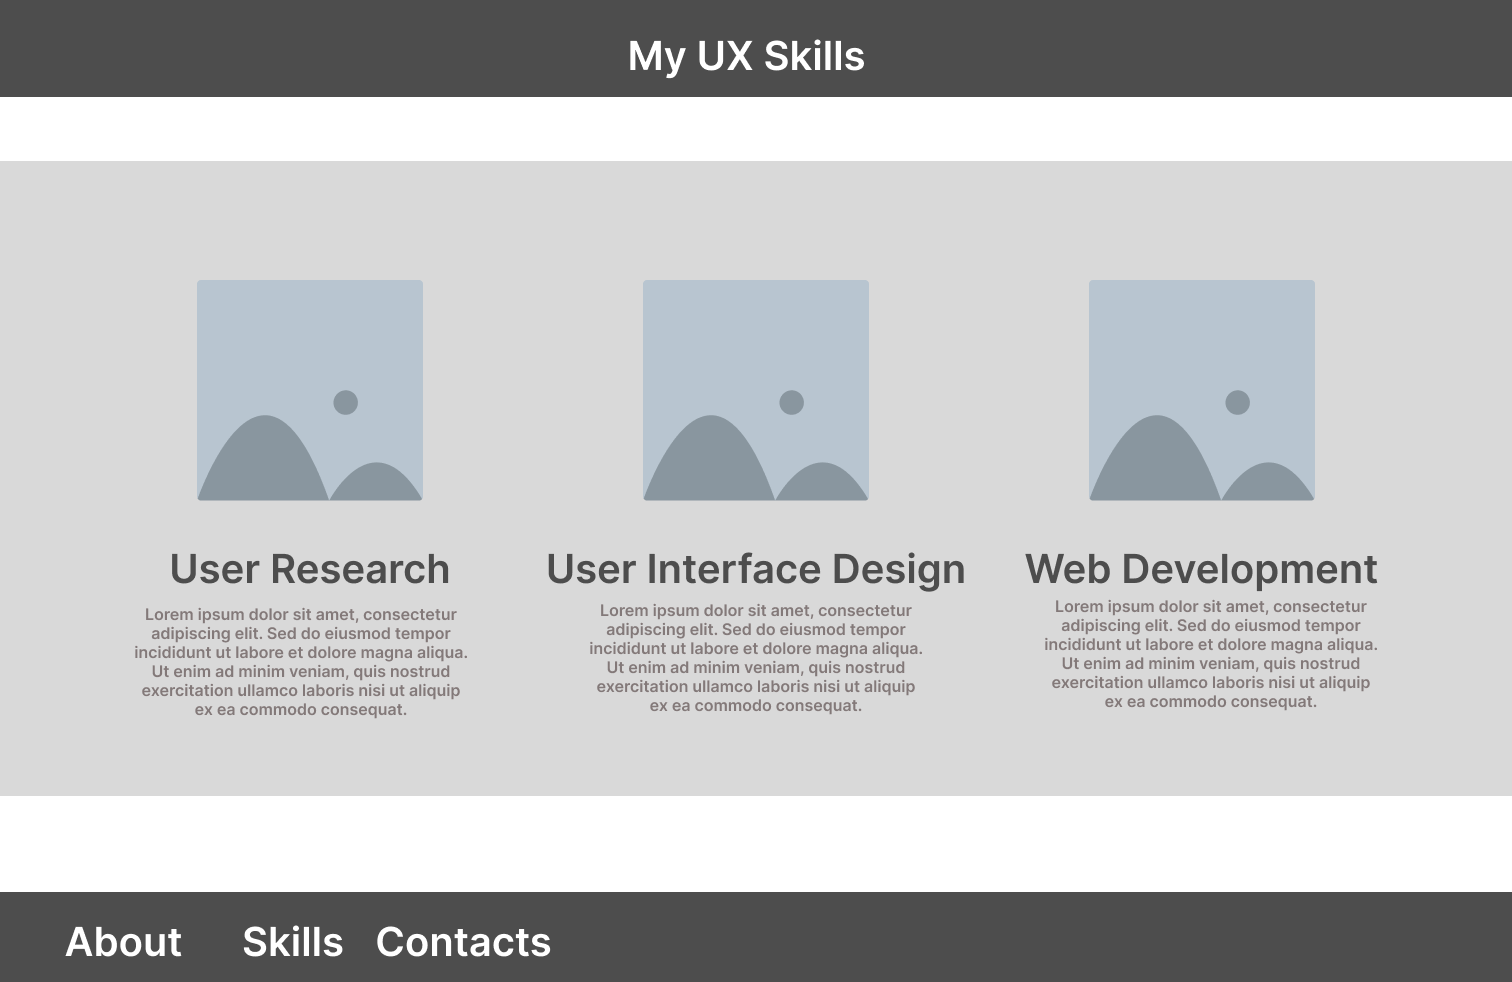 My UX Skills
User Research
Lorem ipsum dolor sit amet, consectetur
adipiscing elit. Sed do eiusmod tempor
incididunt ut labore et dolore magna aliqua.
Ut enim ad minim veniam, quis nostrud
exercitation ullamco laboris nisi ut aliquip
ex ea commodo consequat.
User Interface Design
Lorem ipsum dolor sit amet, consectetur
adipiscing elit. Sed do eiusmod tempor
incididunt ut labore et dolore magna aliqua.
Ut enim ad minim veniam, quis nostrud
exercitation ullamco laboris nisi ut aliquip
ex ea commodo consequat.
Web Development
Lorem ipsum dolor sit amet, consectetur
adipiscing elit. Sed do eiusmod tempor
incididunt ut labore et dolore magna aliqua.
Ut enim ad minim veniam, quis nostrud
exercitation ullamco laboris nisi ut aliquip
ex ea commodo consequat.
About Skills Contacts